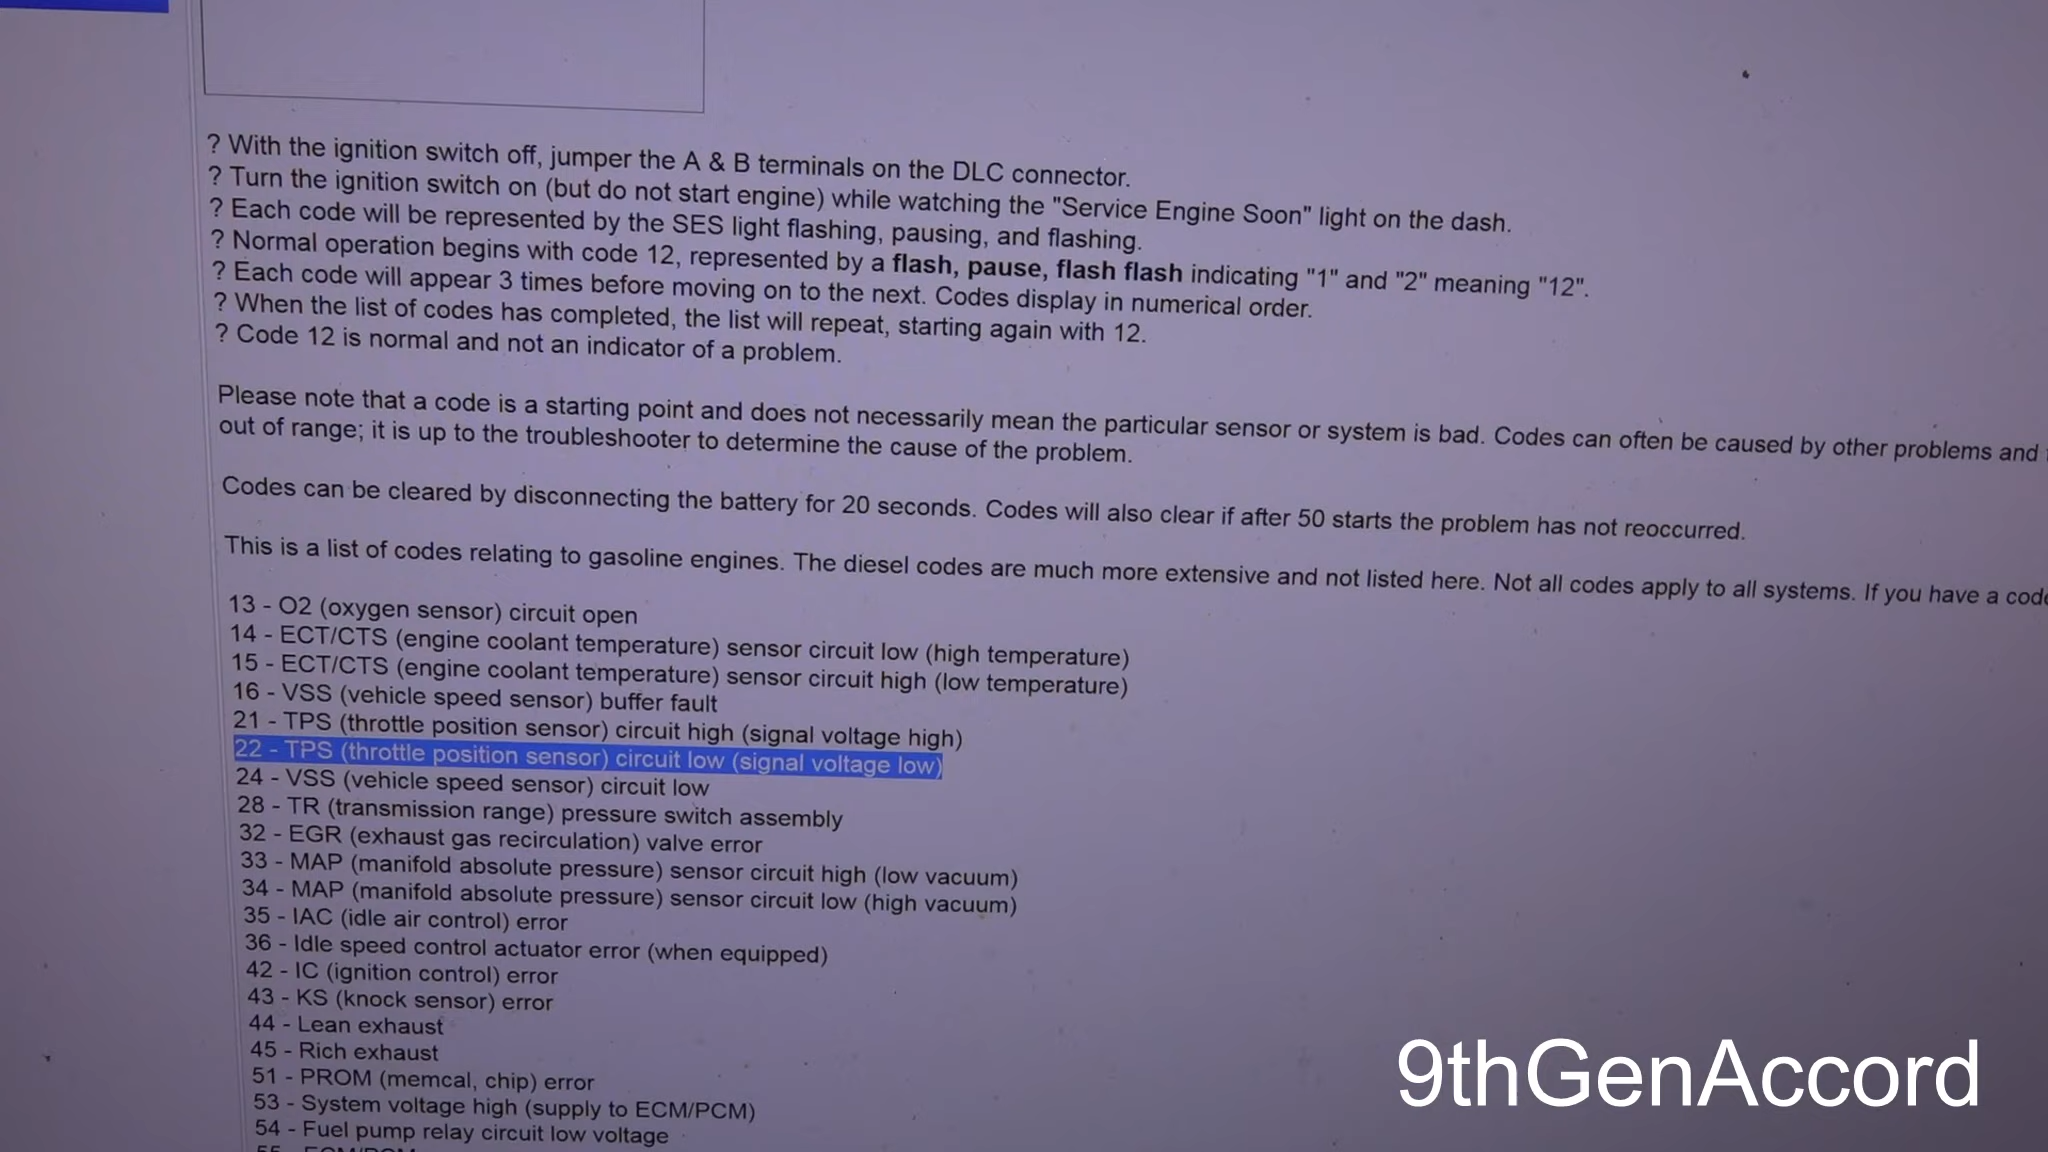 ? With the ignition switch off, jumper the A & B terminals on the DLC connector.
? Turn the ignition switch on (but do not start engine) while watching the "Service Engine Soon" light on the dash.
? Each code will be represented by the SES light flashing, pausing, and flashing.
? Normal operation begins with code 12, represented by a flash, pause, flash flash indicating "1" and "2" meaning "12".
? Each code will appear 3 times before moving on to the next. Codes display in numerical order.
? When the list of codes has completed, the list will repeat, starting again with 12.
? Code 12 is normal and not an indicator of a problem.
Please note that a code is a starting point and does not necessarily mean the particular sensor or system is bad. Codes can often be caused by other problems and
out of range; it is up to the troubleshooter to determine the cause of the problem.
Codes can be cleared by disconnecting the battery for 20 seconds. Codes will also clear if after 50 starts the problem has not reoccurred.
This is a list of codes relating to gasoline engines. The diesel codes are much more extensive and not listed here. Not all codes apply to all systems. If you have a code
13 - O2 (oxygen sensor) circuit open
14 - ECT/CTS (engine coolant temperature) sensor circuit low (high temperature)
15 - ECT/CTS (engine coolant temperature) sensor circuit high (low temperature)
16 - VSS (vehicle speed sensor) buffer fault
21 - TPS (throttle position sensor) circuit high (signal voltage high)
22 - TPS (throttle position sensor) circuit low (signal voltage low)
24 - VSS (vehicle speed sensor) circuit low
28 - TR (transmission range) pressure switch assembly
32 - EGR (exhaust gas recirculation) valve error
33 - MAP (manifold absolute pressure) sensor circuit high (low vacuum)
34 - MAP (manifold absolute pressure) sensor circuit low (high vacuum)
35 - IAC (idle air control) error
36 - Idle speed control actuator error (when equipped)
42 - IC (ignition control) error
43 - KS (knock sensor) error
44 - Lean exhaust
45 - Rich exhaust
51 - PROM (memcal, chip) error
53 - System voltage high (supply to ECM/PCM)
54 - Fuel pump relay circuit low voltage
9thGenAccord